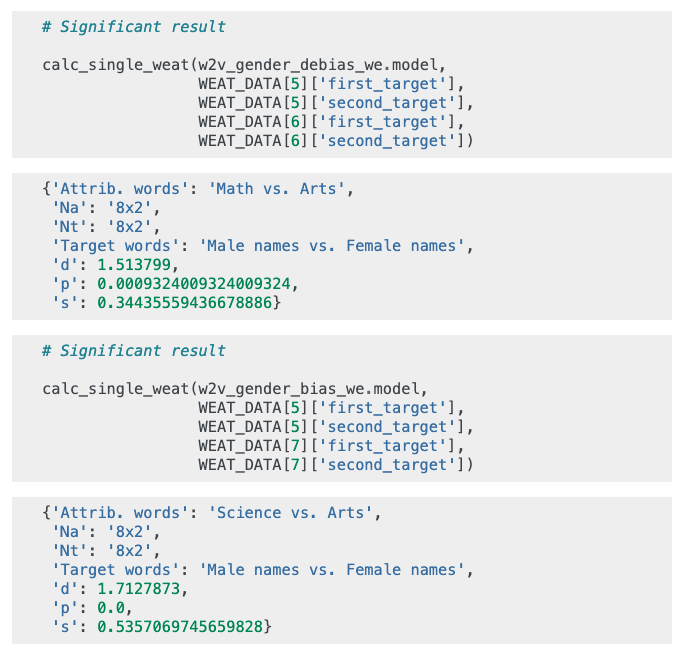 # Significant result
calc_single_weat(w2v_gender_debias_we.model,
WEAT_DATA[5]['first_target'],
WEAT_DATA[5]['second_target'],
WEAT_DATA[6]['first_target'],
WEAT_DATA[6]['second_target'])
{'Attrib. words': 'Math vs. Arts',
'Na': '8x2',
'Nt': '8x2',
'Target words': 'Male names vs. Female names',
'd': 1.513799,
'p': 0.0009324009324009324,
's': 0.34435559436678886}
# Significant result
calc_single_weat(w2v_gender_bias_we.model,
WEAT_DATA[5]['first_target'],
WEAT_DATA[5]['second_target'],
WEAT_DATA[7]['first_target'],
WEAT_DATA[7]['second_target'])
{'Attrib. words': 'Science vs. Arts',
'Na': '8x2',
'Nt': '8x2',
'Target words': 'Male names vs. Female names',
'd': 1.7127873,
'p': 0.0,
's': 0.5357069745659828}